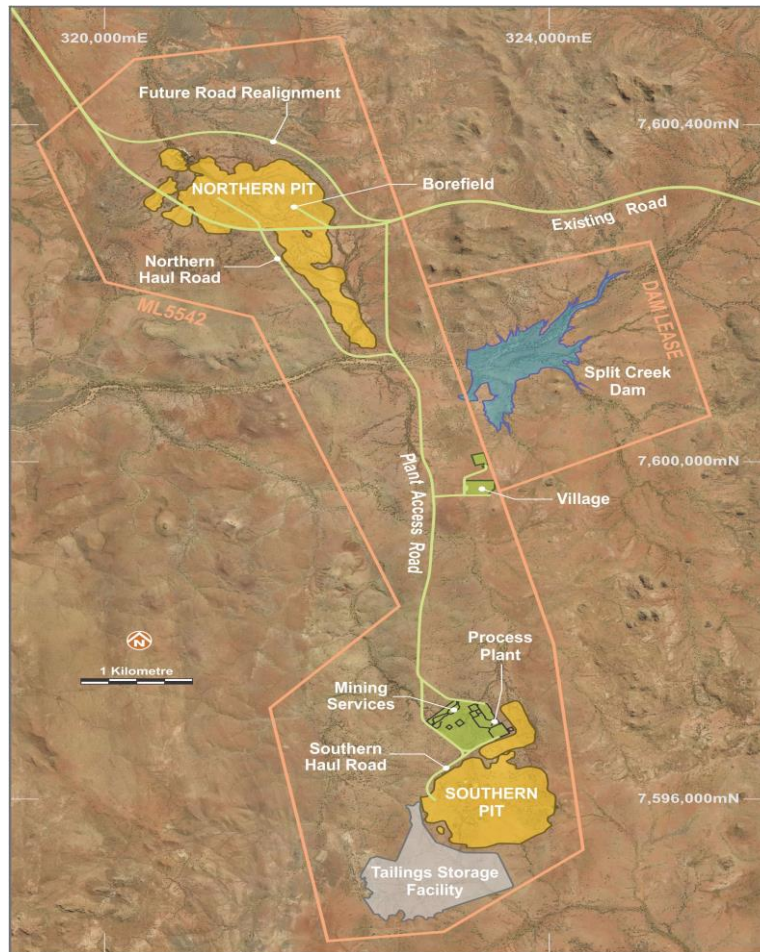 320,000mE
324,000mE
Future Road Realignment
7,600,400mN
NORTHERN PIT
Borefield
Existing Road
Northern
Haul Road
ML5542
DAM LEASE
Split Creek
Dam
Plant Access Road
7,600,000mN
Village
N
1 Kilometre
Process
Plant
Mining
Services
Southern
Haul Road
SOUTHERN
PIT
7,596,000mN
Tailings Storage
Facility